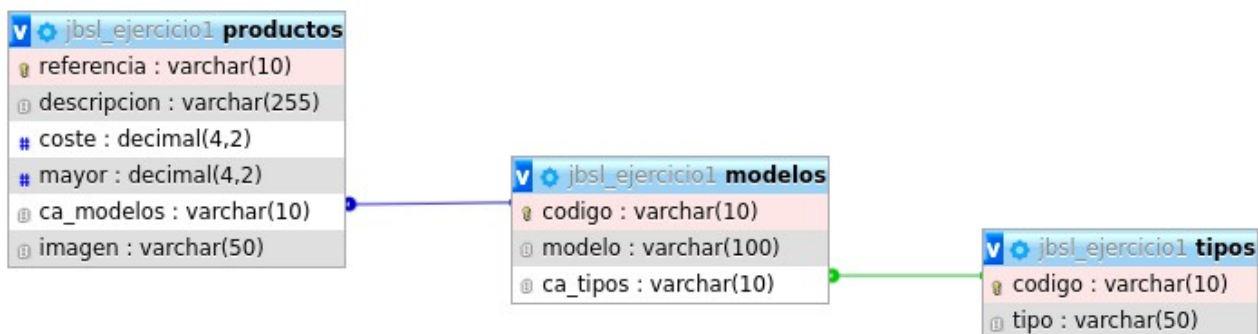 jbsl_ejercicio1 productos
referencia : varchar(10)
descripcion : varchar(255)
coste : decimal(4,2)
mayor : decimal(4,2)
ca_modelos : varchar(10)
imagen : varchar(50)
jbsl_ejercicio1 modelos
codigo : varchar(10)
modelo : varchar(100)
ca_tipos : varchar(10)
jbsl_ejercicio1 tipos
codigo : varchar(10)
tipo : varchar(50)